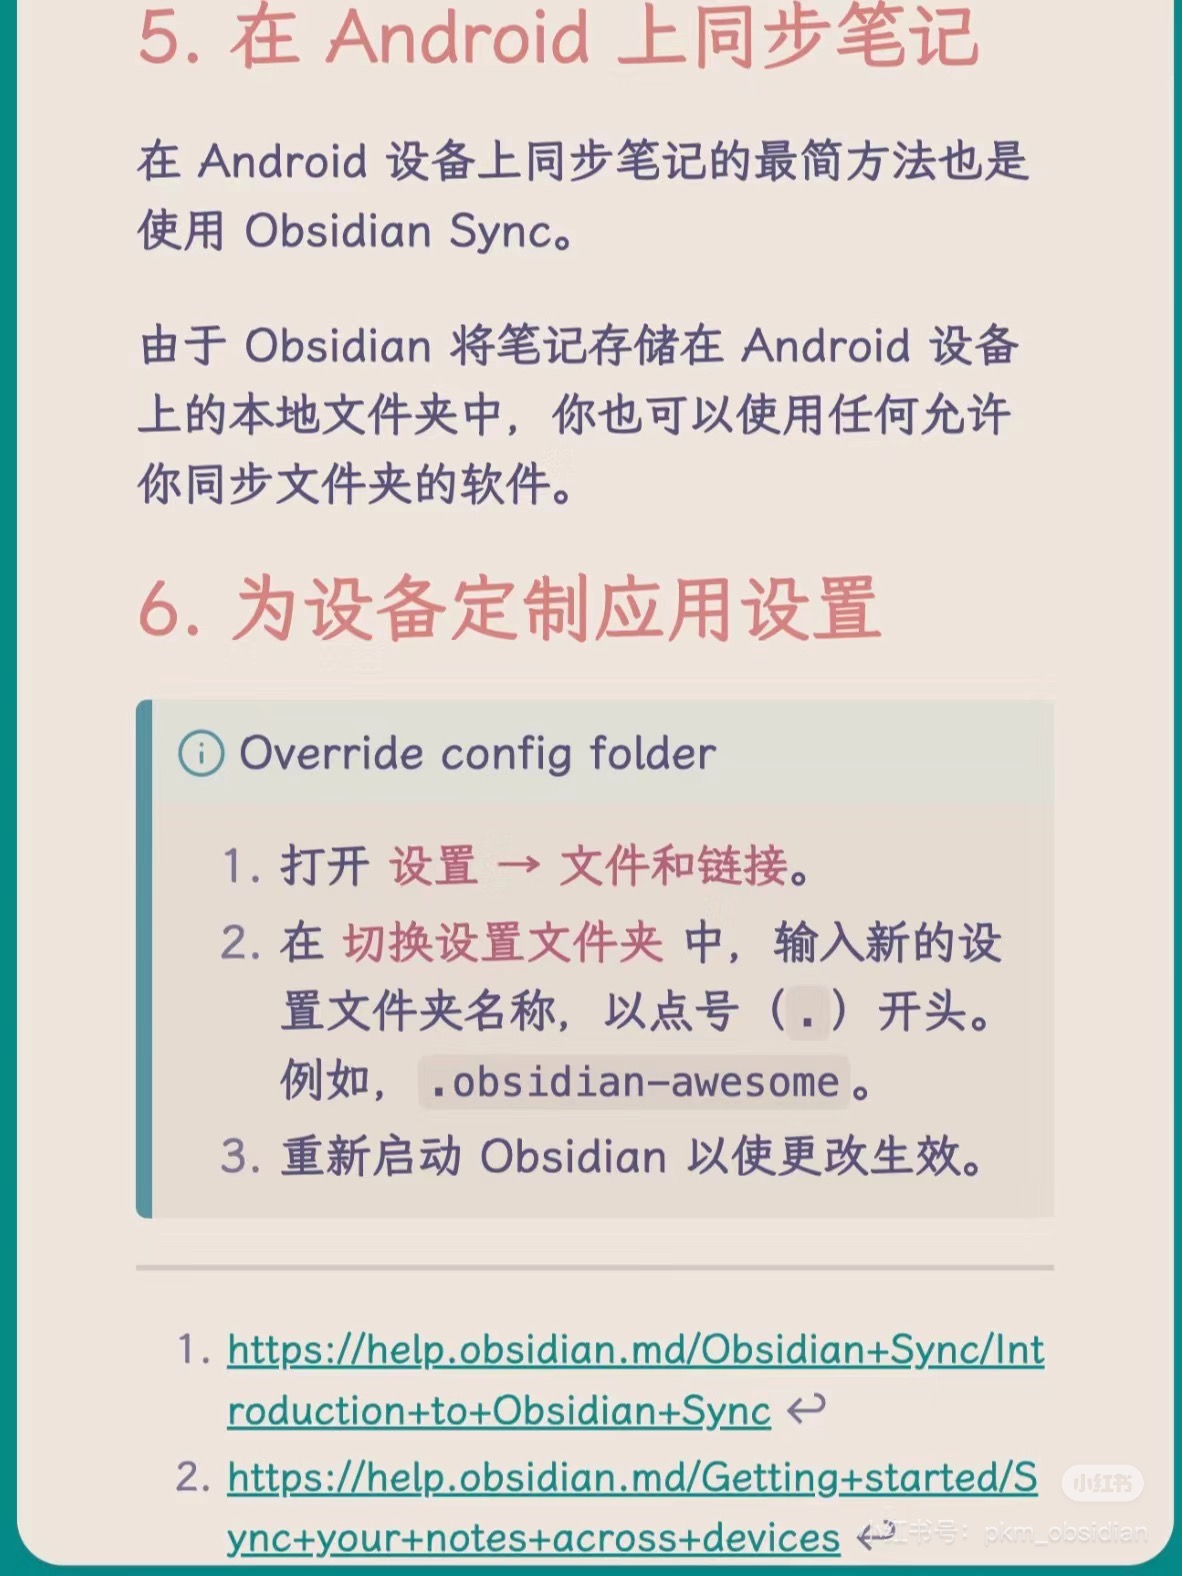 5. 在 Android 上同步笔记
在 Android 设备上同步笔记的最简方法也是
使用 Obsidian Sync。
由于 Obsidian 将笔记存储在 Android 设备
上的本地文件夹中，你也可以使用任何允许
你同步文件夹的软件。
6. 为设备定制应用设置
Override config folder
1. 打开 设置 → 文件和链接。
2. 在 切换设置文件夹 中，输入新的设
置文件夹名称，以点号（.）开头。
例如，.obsidian-awesome。
3. 重新启动 Obsidian 以使更改生效。
1. https://help.obsidian.md/Obsidian+Sync/Int
roduction+to+Obsidian+Sync ↩
2. https://help.obsidian.md/Getting+started/S
ync+your+notes+across+devices ↩
小红书
小红书号：pkm_obsidian